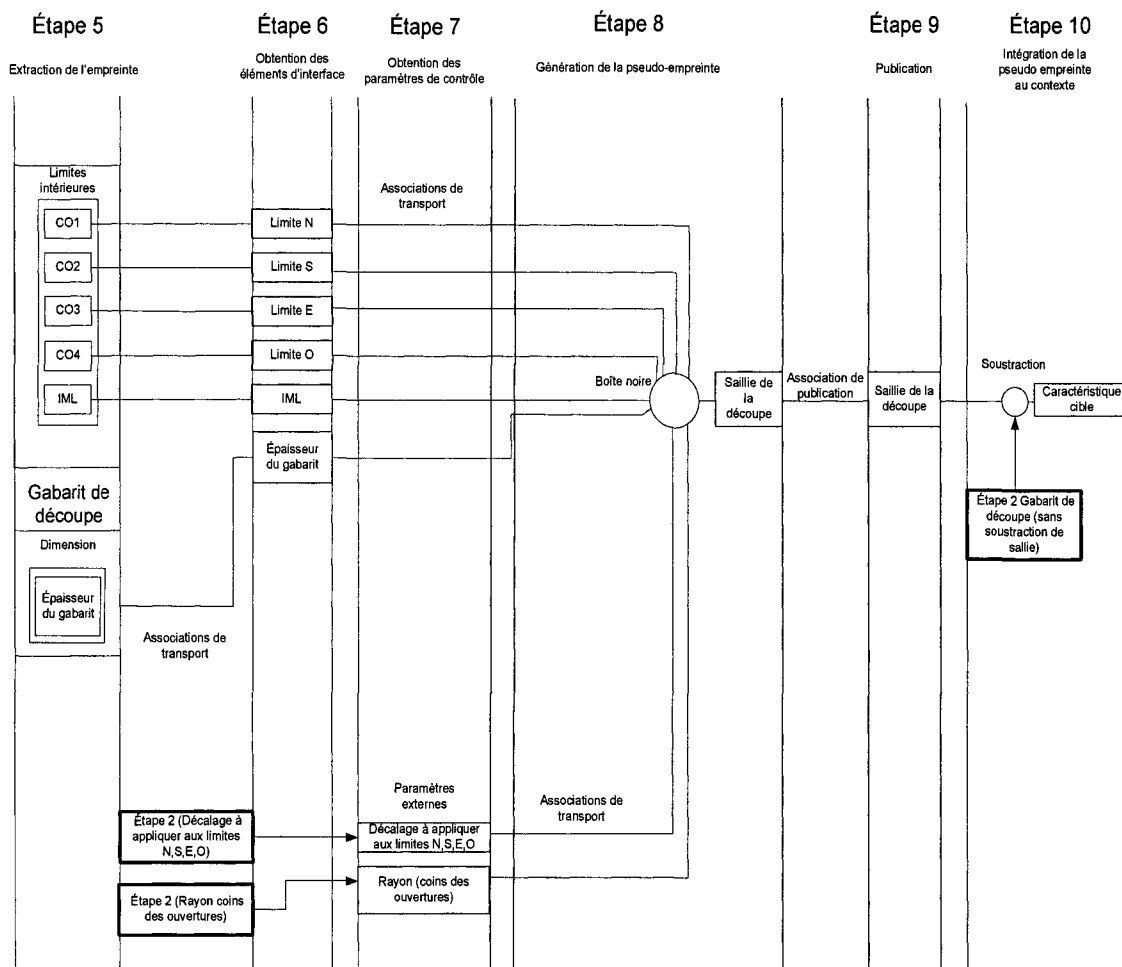 Étape 5
Étape 6
Étape 7
Étape 8
Étape 9
Étape 10
Extraction de l'empreinte
Obtention des
éléments d'interface
Obtention des
paramètres de contrôle
Génération de la pseudo-empreinte
Publication
Intégration de la
pseudo empreinte
au contexte
Limites
intérieures
CO1
CO2
CO3
CO4
IML
Gabarit de
découpe
Dimension
Épaisseur
du gabarit
Associations de
transport
Étape 2 (Décalage à
appliquer aux limites
N,S,E,O)
Étape 2 (Rayon coins
des ouvertures)
Limite N
Limite S
Limite E
Limite O
IML
Épaisseur
du gabarit
Associations de
transport
Paramètres
externes
Décalage à appliquer
aux limites N,S,E,O
Rayon (coins des
ouvertures)
Associations de
transport
Boîte noire
Saillie de
la
découpe
Association de
publication
Saillie de la
découpe
Soustraction
Caractéristique
cible
Étape 2 Gabarit de
découpe (sans
soustraction de
sallie)